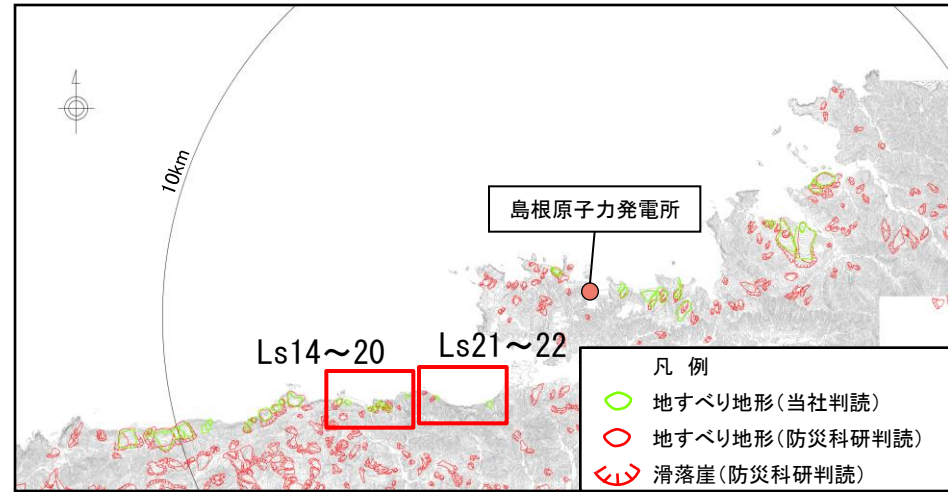 10km
島根原子力発電所
Ls14～20
Ls21～22
凡 例
地すべり地形（当社判読）
地すべり地形（防災科研判読）
滑落崖（防災科研判読）